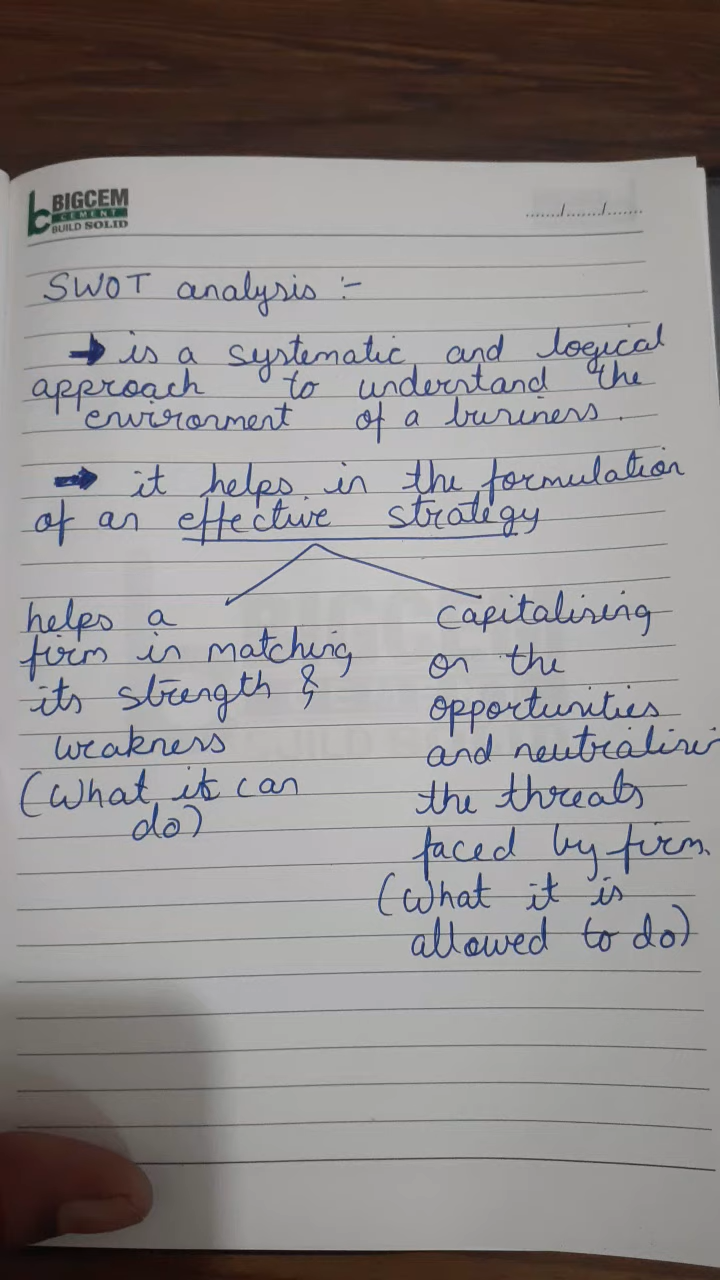 BIGCEM
CEMENT
BUILD SOLID
......./......./.......
SWOT analysis :-
→ is a systematic and logical
approach to understand the
environment of a business.
→ it helps in the formulation
of an effective strategy
helps a
firm in matching
its strength &
weakness
(What it can
do)
Capitalising
on the
opportunities
and neutralisi
the threats
faced by firm.
(What it is
allowed to do)